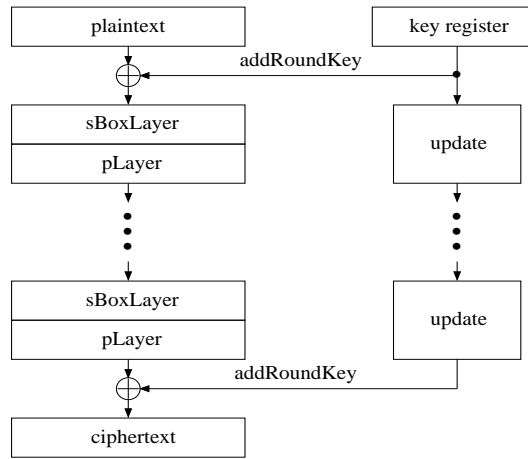 plaintext
key register
addRoundKey
sBoxLayer
pLayer
update
sBoxLayer
pLayer
update
addRoundKey
ciphertext